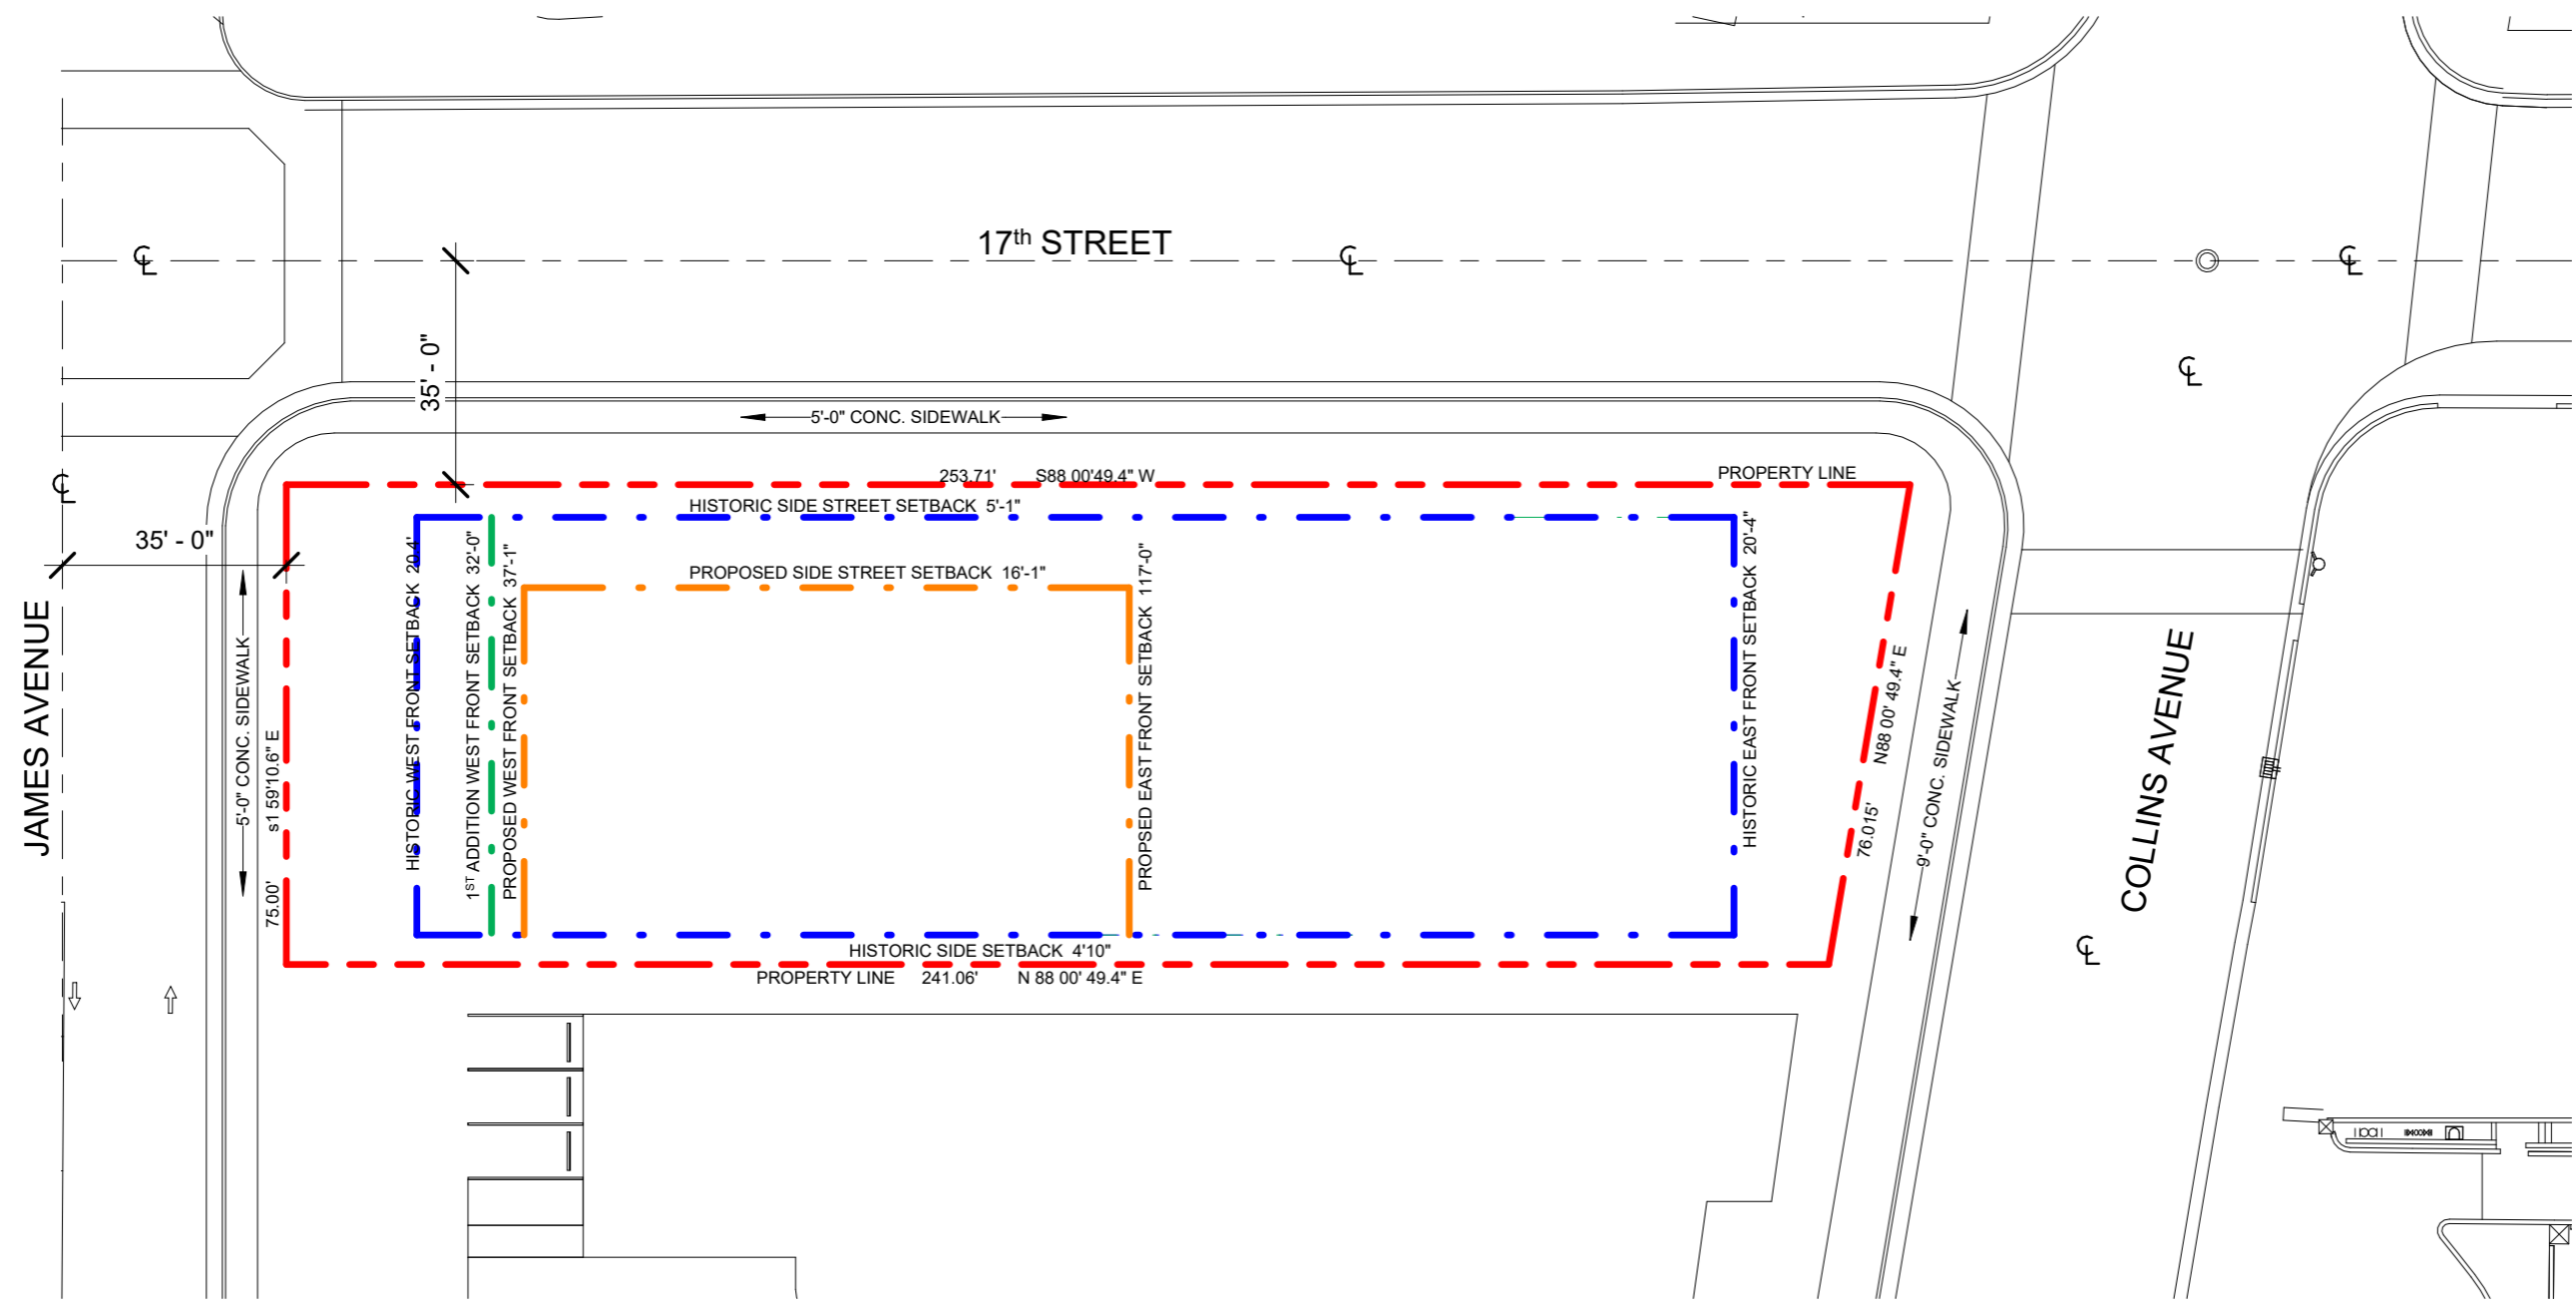 17th STREET
35' - 0"
5'-0" CONC. SIDEWALK
253.71' S88 00'49.4" W
PROPERTY LINE
HISTORIC SIDE STREET SETBACK 5'-1"
35' - 0"
PROPOSED SIDE STREET SETBACK 16'-1"
JAMES AVENUE
5'-0" CONC. SIDEWALK
s1 59'10.6" E
75.00'
HISTORIC WEST FRONT SETBACK 20.4'
1ST ADDITION WEST FRONT SETBACK 32'-0"
PROPOSED WEST FRONT SETBACK 37'-1"
PROPSED EAST FRONT SETBACK 117'-0"
HISTORIC EAST FRONT SETBACK 20'-4"
N88 00' 49.4" E
76.015'
9'-0" CONC. SIDEWALK
COLLINS AVENUE
HISTORIC SIDE SETBACK 4'10"
PROPERTY LINE 241.06' N 88 00' 49.4" E